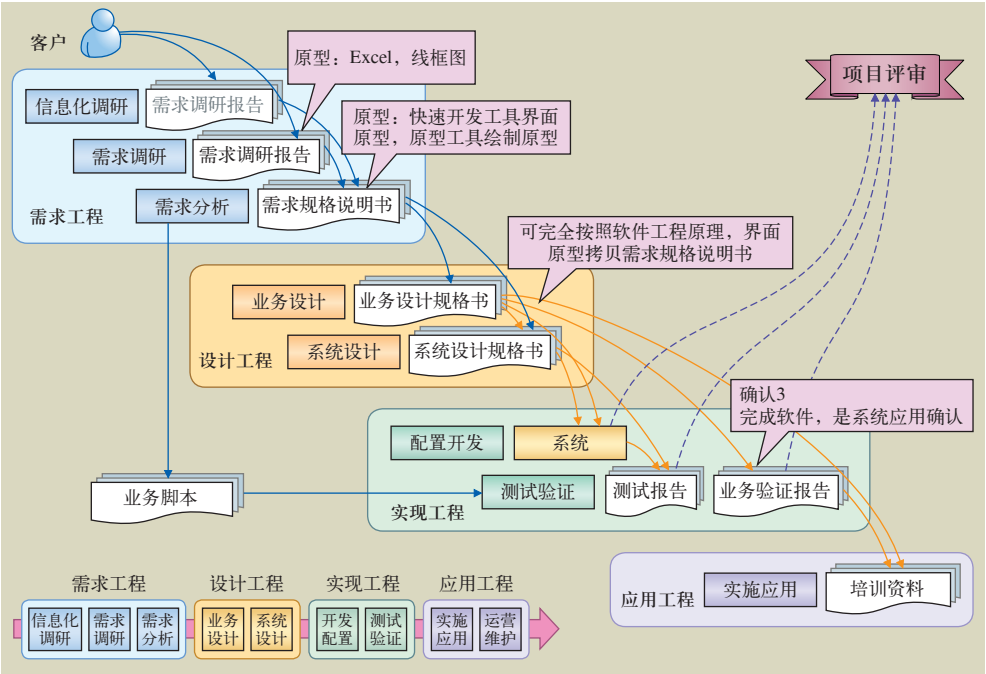 客户
原型：Excel，线框图
项目评审
信息化调研
需求调研报告
原型：快速开发工具界面
原型，原型工具绘制原型
需求调研
需求调研报告
需求分析
需求规格说明书
需求工程
可完全按照软件工程原理，界面
原型拷贝需求规格说明书
业务设计
业务设计规格书
系统设计
系统设计规格书
设计工程
确认3
完成软件，是系统应用确认
配置开发
系统
业务脚本
测试验证
测试报告
业务验证报告
实现工程
应用工程
实施应用
培训资料
需求工程
设计工程
实现工程
应用工程
信息化
调研
需求
调研
需求
分析
业务
设计
系统
设计
开发
配置
测试
验证
实施
应用
运营
维护